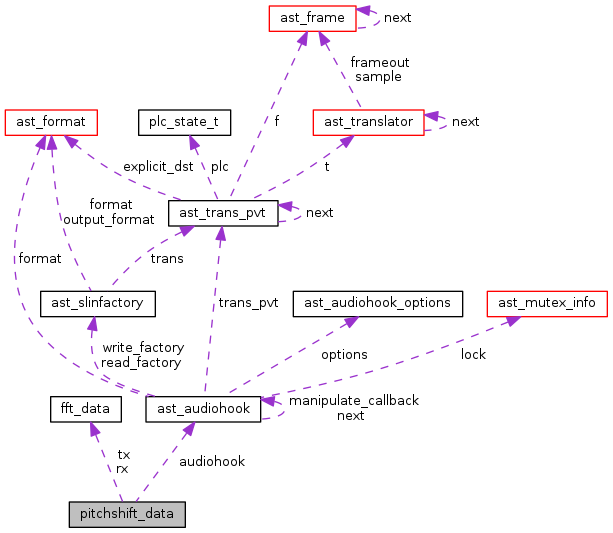 ast_frame
next
frameout
sample
ast_format
plc_state_t
f
ast_translator
next
explicit_dst
plc
t
format
output_format
ast_trans_pvt
next
format
trans
ast_slinfactory
trans_pvt
ast_audiohook_options
ast_mutex_info
write_factory
read_factory
options
lock
fft_data
ast_audiohook
manipulate_callback
next
tx
rx
audiohook
pitchshift_data